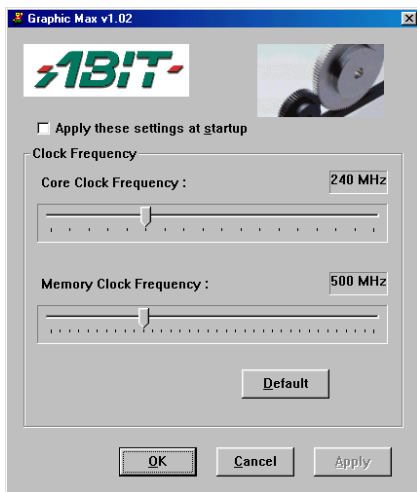 Graphic Max v1.02
ABIT
Apply these settings at startup
Clock Frequency
Core Clock Frequency :
240 MHz
Memory Clock Frequency :
500 MHz
Default
OK
Cancel
Apply